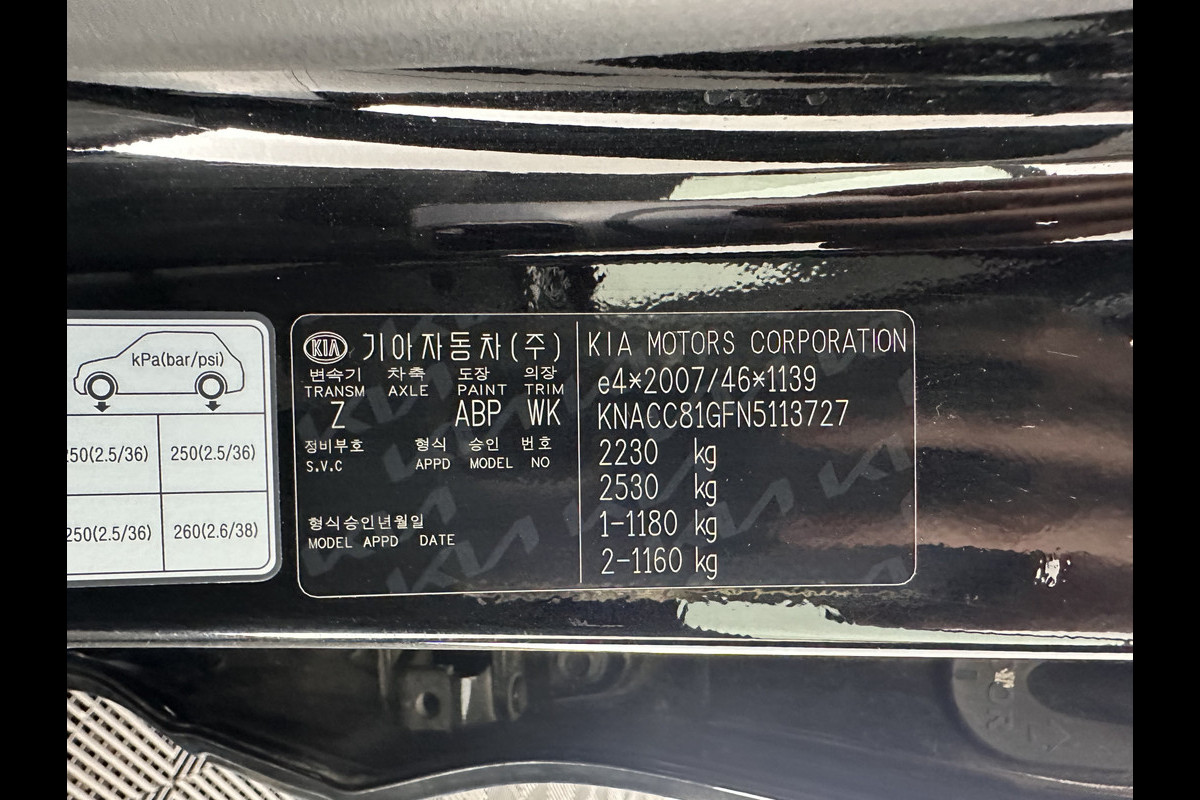 kPa(bar/psi)
250(2.5/36) 250(2.5/36)
250(2.5/36) 260(2.6/38)
KIA 기아자동차(주)
변속기 차축 도장 의장
TRANSM AXLE PAINT TRIM
Z ABP WK
정비부호 형식 승인 번호
S.V.C APPD MODEL NO
형식승인년월일
MODEL APPD DATE
KIA MOTORS CORPORATION
e4*2007/46*1139
KNACC81GFN5113727
2230 kg
2530 kg
1-1180 kg
2-1160 kg